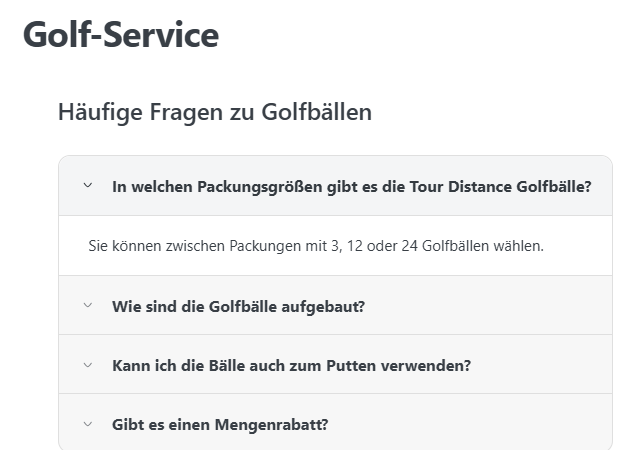 Golf-Service
Häufige Fragen zu Golfbällen
In welchen Packungsgrößen gibt es die Tour Distance Golfbälle?
Sie können zwischen Packungen mit 3, 12 oder 24 Golfbällen wählen.
Wie sind die Golfbälle aufgebaut?
Kann ich die Bälle auch zum Putten verwenden?
Gibt es einen Mengenrabatt?